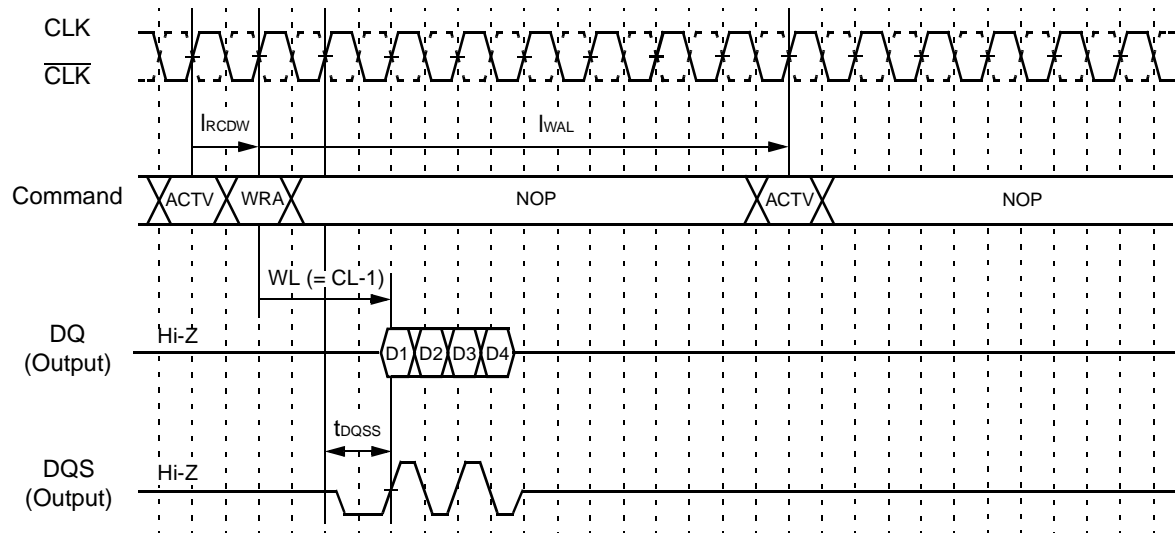 CLK
CLK
IRCDW
IWAL
Command
ACTV
WRA
NOP
ACTV
NOP
WL (= CL-1)
DQ
(Output)
Hi-Z
D1
D2
D3
D4
tDQSS
DQS
(Output)
Hi-Z